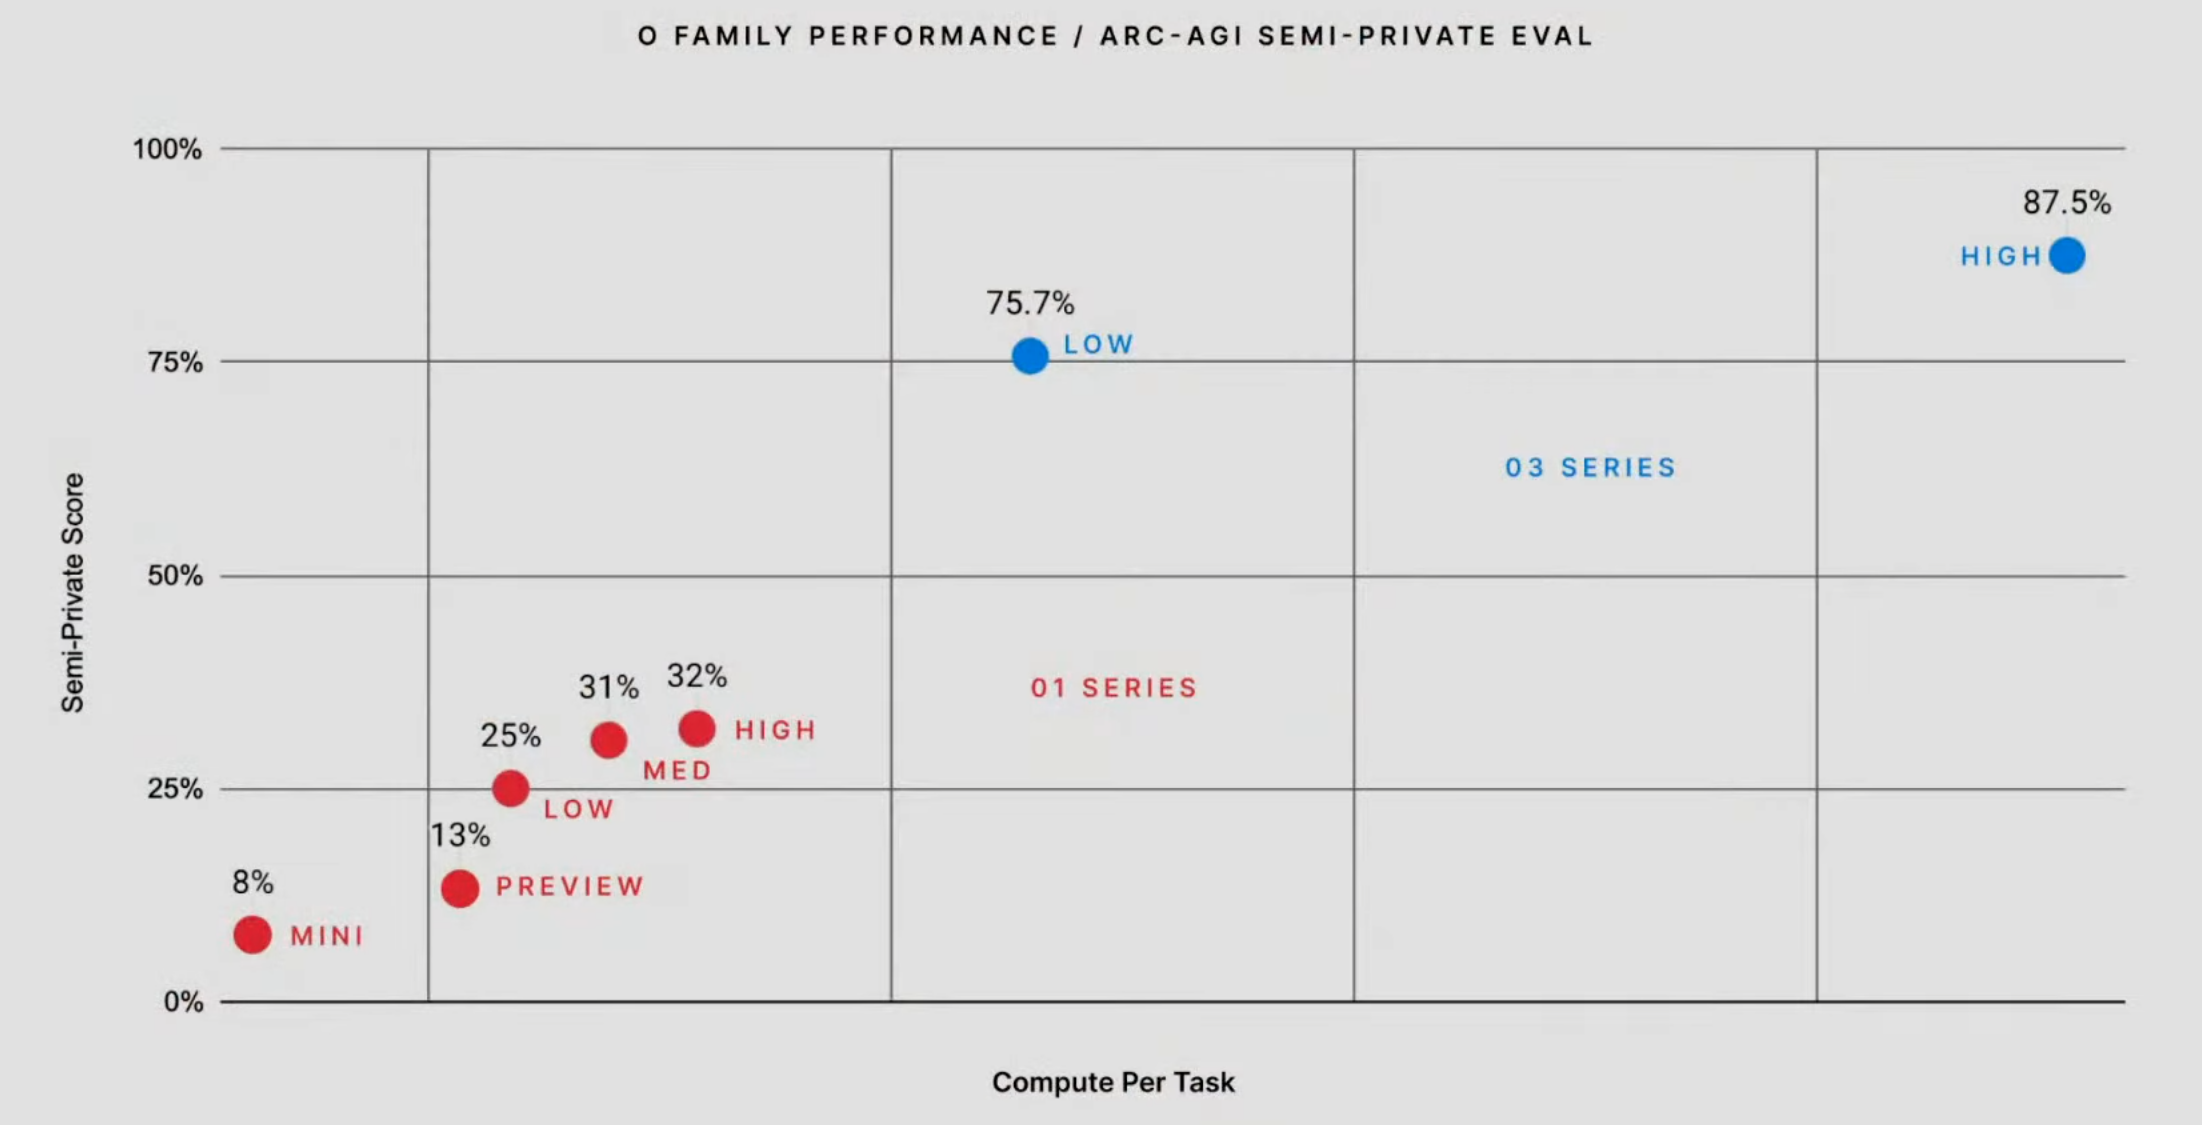 O FAMILY PERFORMANCE / ARC-AGI SEMI-PRIVATE EVAL
100%
87.5%
HIGH
75.7%
LOW
75%
03 SERIES
Semi-Private Score
50%
32%
31%
01 SERIES
HIGH
25%
MED
25%
LOW
13%
8%
PREVIEW
MINI
0%
Compute Per Task